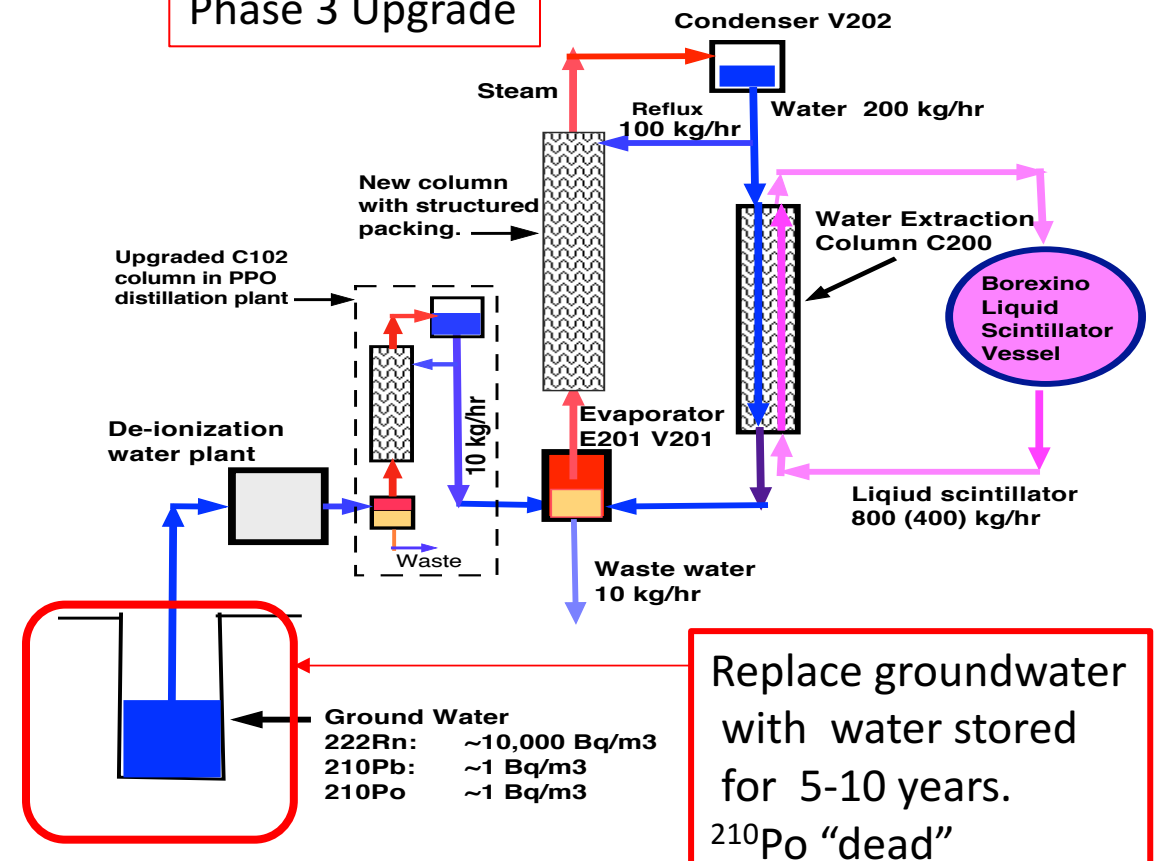 Phase 3 Upgrade
Condenser V202
Steam
Reflux
100 kg/hr
Water 200 kg/hr
New column
with structured
packing.
Water Extraction
Column C200
Upgraded C102
column in PPO
distillation plant
Borexino
Liquid
Scintillator
Vessel
10 kg/hr
Evaporator
E201 V201
De-ionization
water plant
Liqiud scintillator
800 (400) kg/hr
Waste
Waste water
10 kg/hr
Ground Water
222Rn: ~10,000 Bq/m3
210Pb: ~1 Bq/m3
210Po ~1 Bq/m3
Replace groundwater
with water stored
for 5-10 years.
²¹⁰Po “dead”